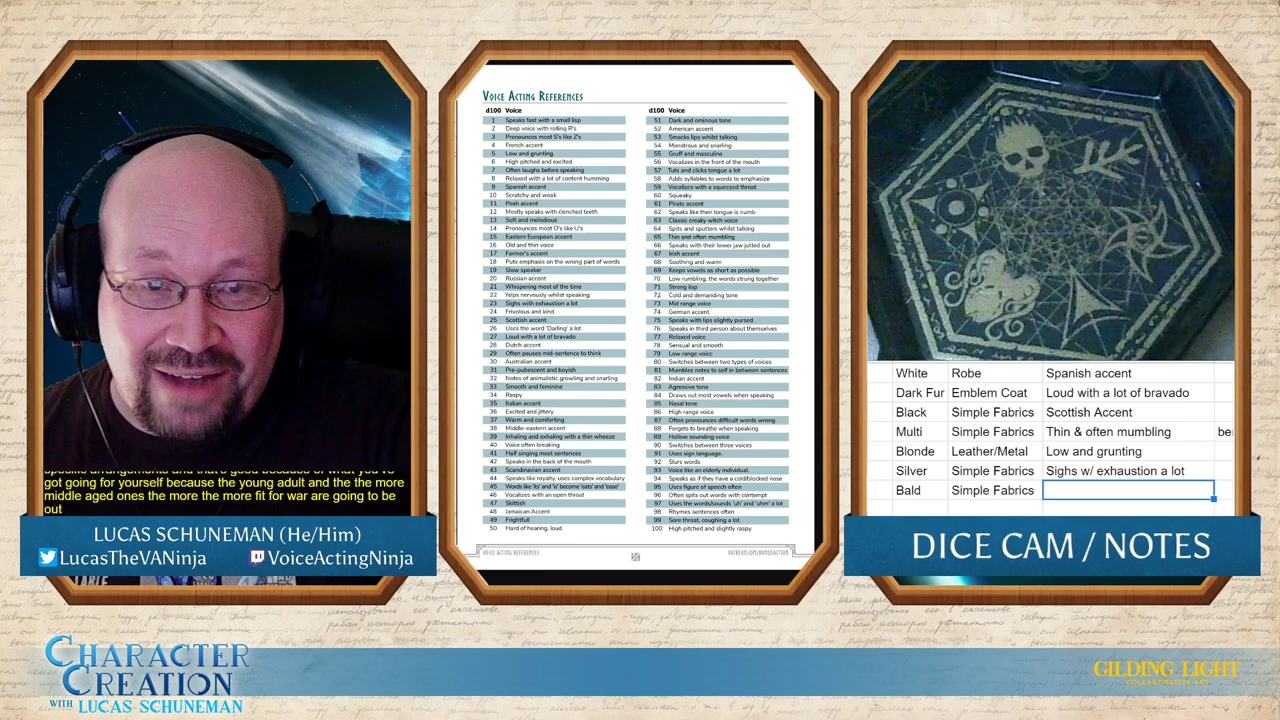 specific arrangements and that's good because of what you've
got going for yourself because the young adult and the the more
middle aged ones the more the more fit for war are going to be
out
LUCAS SCHUNEMAN (He/Him)
LucasTheVANinja VoiceActingNinja
VOICE ACTING REFERENCES
d100 Voice
1 Speaks fast with a small lisp
2 Deep voice with rolling R's
3 Pronounces most S's like Z's
4 French accent
5 Low and grunting.
6 High pitched and excited
7 Often laughs before speaking
8 Relaxed with a lot of content humming
9 Spanish accent
10 Scratchy and weak
11 Posh accent
12 Mostly speaks with clenched teeth
13 Soft and melodious
14 Pronounces most O's like U's
15 Eastern European accent
16 Old and thin voice
17 Farmer's accent
18 Puts emphasis on the wrong part of words
19 Slow speaker
20 Russian accent
21 Whispering most of the time
22 Yelps nervously whilst speaking
23 Sighs with exhaustion a lot
24 Frivolous and kind
25 Scottish accent
26 Uses the word 'Darling' a lot
27 Loud with a lot of bravado
28 Dutch accent
29 Often pauses mid-sentence to think
30 Australian accent
31 Pre-pubescent and boyish
32 Notes of animalistic growling and snarling
33 Smooth and feminine
34 Raspy
35 Italian accent
36 Excited and jittery
37 Warm and comforting
38 Middle-eastern accent
39 Inhaling and exhaling with a thin wheeze
40 Voice often breaking
41 Half singing most sentences
42 Speaks in the back of the mouth
43 Scandinavian accent
44 Speaks like royalty, uses complex vocabulary
45 Words like 'its' and 'is' become 'eats' and 'ease'
46 Vocalizes with an open throat
47 Skittish
48 Jamaican Accent
49 Frightfull
50 Hard of hearing, loud
d100 Voice
51 Dark and ominous tone
52 American accent
53 Smacks lips whilst talking
54 Monstrous and snarling
55 Gruff and masculine
56 Vocalizes in the front of the mouth
57 Tuts and clicks tongue a lot
58 Adds syllables to words to emphasize
59 Vocalizes with a squeezed throat.
60 Squeaky
61 Pirate accent
62 Speaks like their tongue is numb
63 Classic creaky witch voice
64 Spits and sputters whilst talking
65 Thin and often mumbling
66 Speaks with their lower jaw jutted out
67 Irish accent
68 Soothing and warm
69 Keeps vowels as short as possible
70 Low rumbling, the words strung together
71 Strong lisp
72 Cold and demanding tone
73 Mid range voice
74 German accent
75 Speaks with lips slightly pursed.
76 Speaks in third person about themselves
77 Relaxed voice
78 Sensual and smooth
79 Low range voice
80 Switches between two types of voices
81 Mumbles notes to self in between sentences
82 Indian accent
83 Agressive tone
84 Draws out most vowels when speaking
85 Nasal tone
86 High range voice
87 Often pronounces difficult words wrong
88 Forgets to breathe when speaking
89 Hollow sounding voice
90 Switches between three voices
91 Uses sign language.
92 Slurs words
93 Voice like an elderly individual.
94 Speaks as if they have a cold/blocked nose
95 Uses figure of speech often
96 Often spits out words with contempt
97 Uses the words/sounds 'uh' and 'uhm' a lot
98 Rhymes sentences often
99 Sore throat, coughing a lot.
100 High pitched and slightly raspy
VOICE ACTING REFERENCES PATREON.COM/BONUSACTION
White Robe Spanish accent
Dark Fur Emblem Coat Loud with a lot of bravado
Black Simple Fabrics Scottish Accent
Multi Simple Fabrics Thin & often mumbling bei
Blonde Leather/Metal Low and grunting
Silver Simple Fabrics Sighs w/ exhaustion a lot
Bald Simple Fabrics
DICE CAM / NOTES
CHARACTER
CREATION
WITH LUCAS SCHUNEMAN
GILDING LIGHT
COLLABORATIVE ART